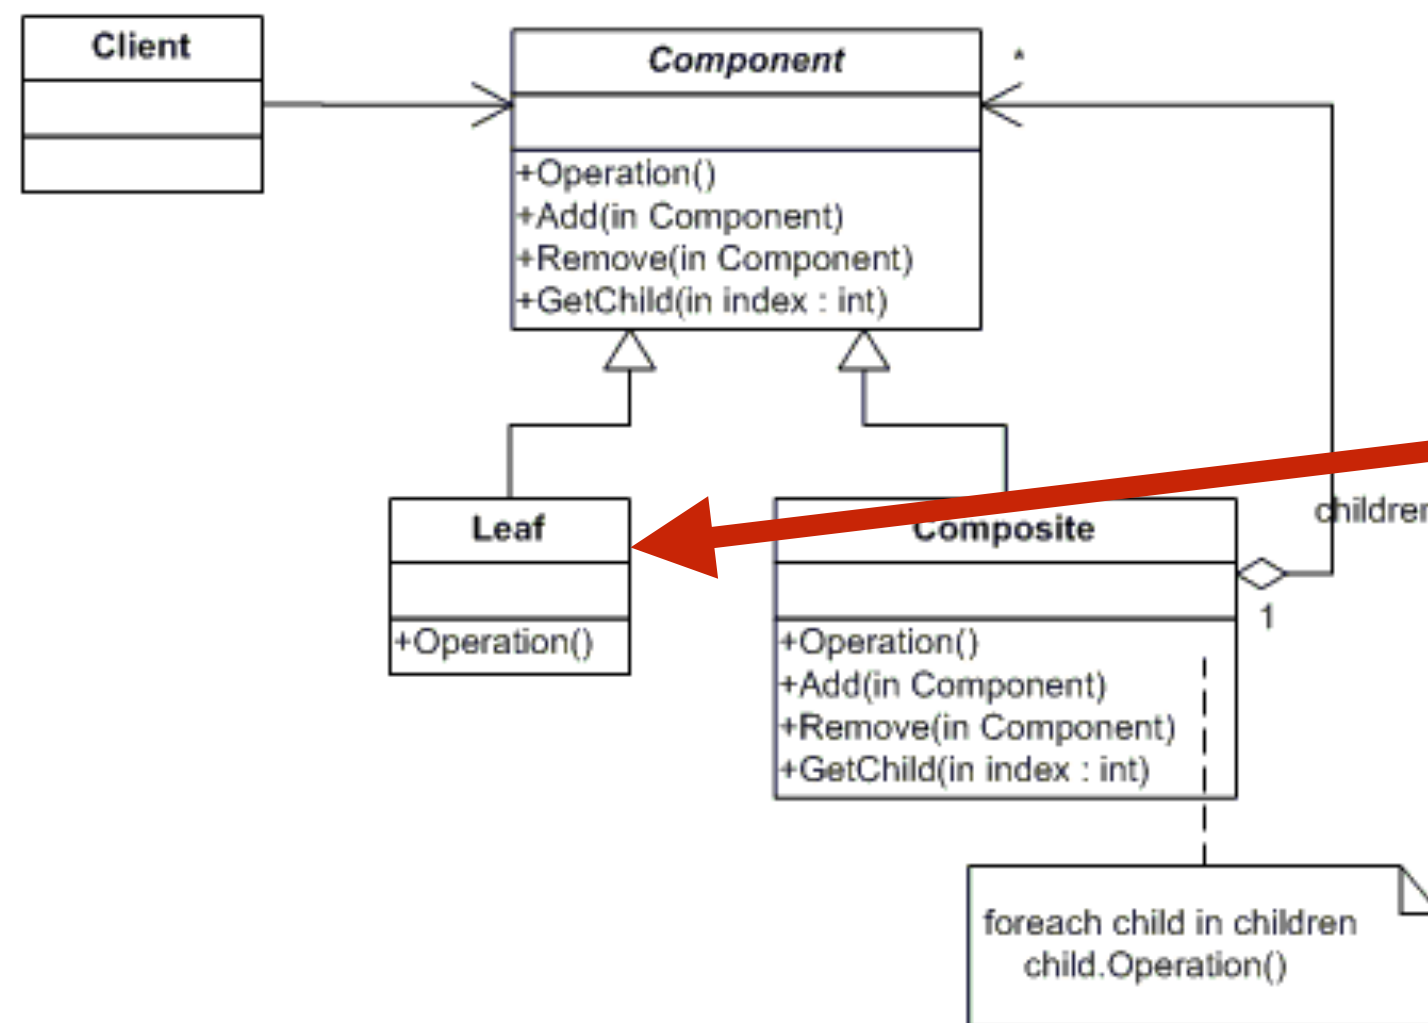 Client
Component
*
+Operation()
+Add(in Component)
+Remove(in Component)
+GetChild(in index : int)
Leaf
+Operation()
Composite
children
1
+Operation()
+Add(in Component)
+Remove(in Component)
+GetChild(in index : int)
foreach child in children
child.Operation()